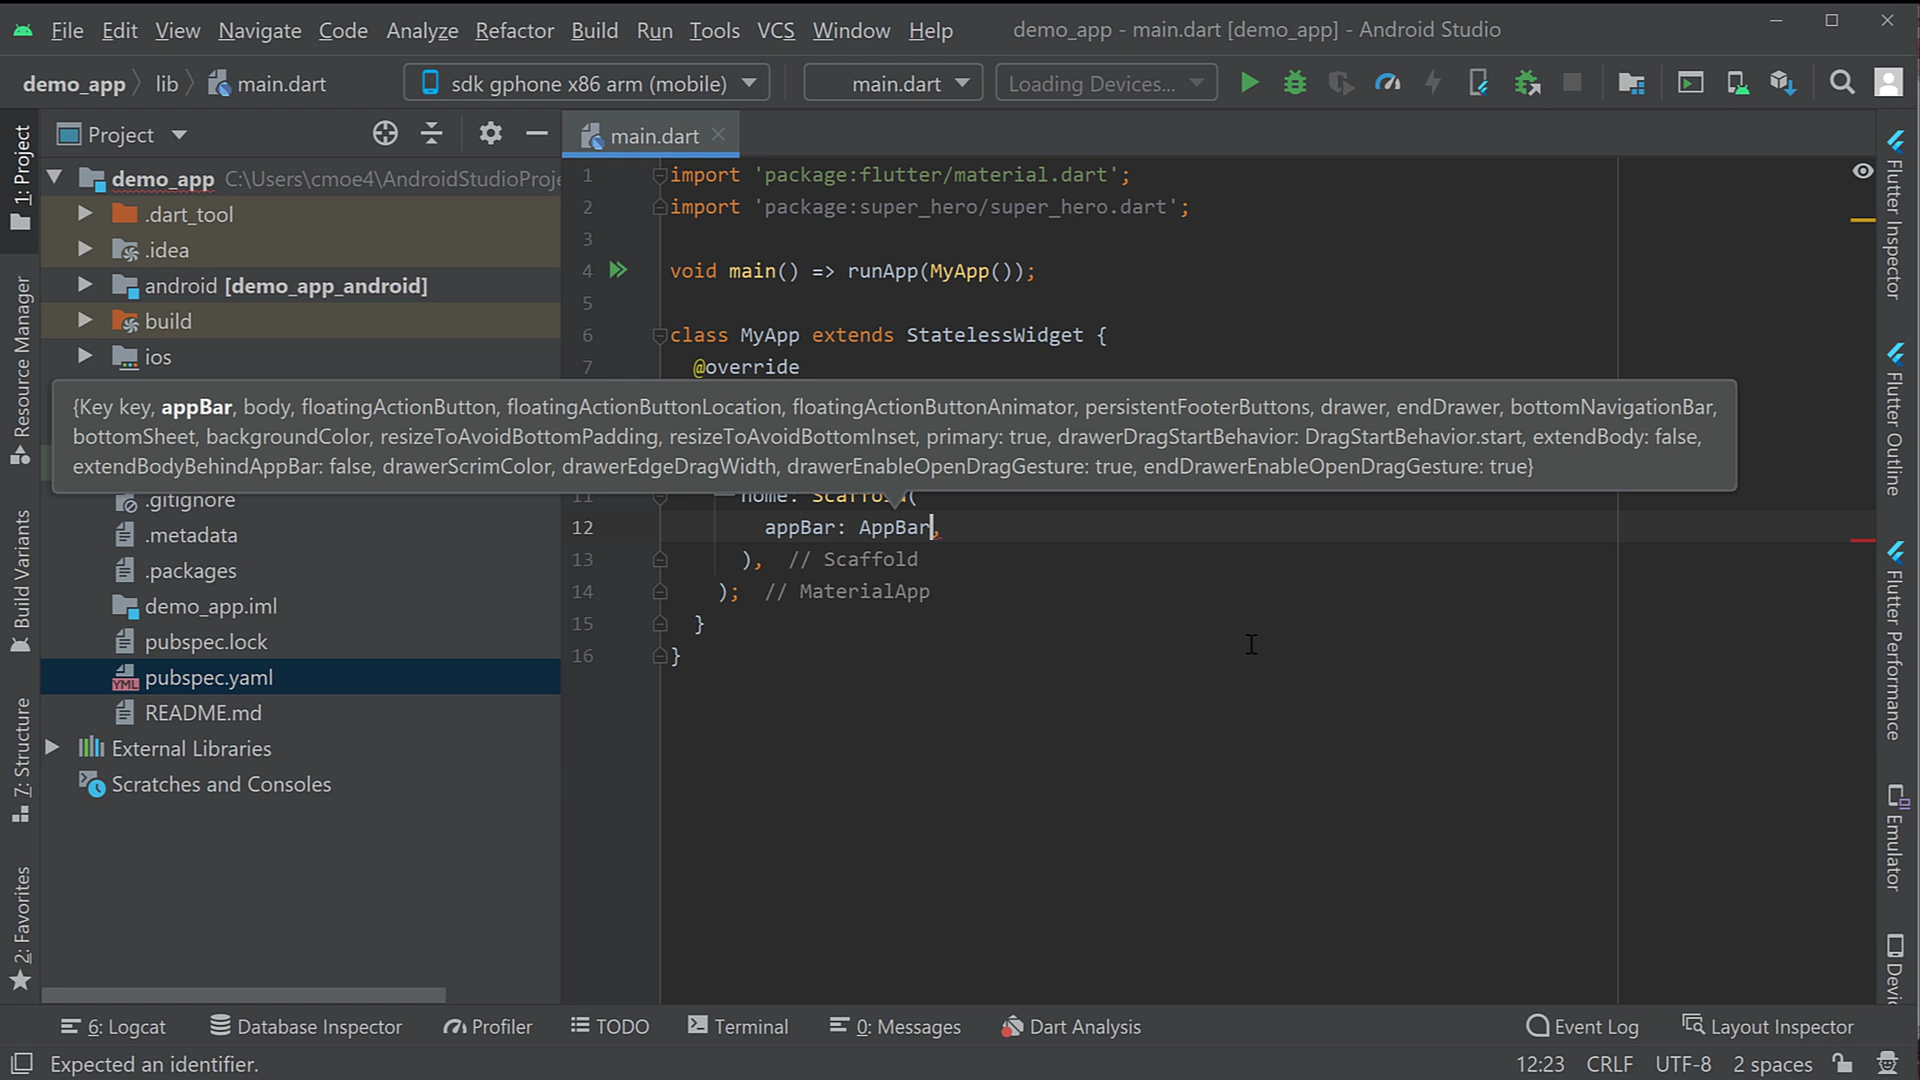 File Edit View Navigate Code Analyze Refactor Build Run Tools VCS Window Help demo_app - main.dart [demo_app] - Android Studio
demo_app lib main.dart sdk gphone x86 arm (mobile) main.dart Loading Devices...
Project
main.dart
demo_app C:\Users\cmoe4\AndroidStudioProje
.dart_tool
.idea
android [demo_app_android]
build
ios
1 import 'package:flutter/material.dart';
2 import 'package:super_hero/super_hero.dart';
3
4 void main() => runApp(MyApp());
5
6 class MyApp extends StatelessWidget {
7 @override
{Key key, appBar, body, floatingActionButton, floatingActionButtonLocation, floatingActionButtonAnimator, persistentFooterButtons, drawer, endDrawer, bottomNavigationBar,
bottomSheet, backgroundColor, resizeToAvoidBottomPadding, resizeToAvoidBottomInset, primary: true, drawerDragStartBehavior: DragStartBehavior.start, extendBody: false,
extendBodyBehindAppBar: false, drawerScrimColor, drawerEdgeDragWidth, drawerEnableOpenDragGesture: true, endDrawerEnableOpenDragGesture: true}
11 home: Scaffold(
12 appBar: AppBar,
13 ), // Scaffold
14 ); // MaterialApp
15 }
16 }
.gitignore
.metadata
.packages
demo_app.iml
pubspec.lock
pubspec.yaml
README.md
External Libraries
Scratches and Consoles
1: Project
Resource Manager
Build Variants
7: Structure
2: Favorites
Flutter Inspector
Flutter Outline
Flutter Performance
Emulator
Devic
6: Logcat Database Inspector Profiler TODO Terminal 0: Messages Dart Analysis Event Log Layout Inspector
Expected an identifier. 12:23 CRLF UTF-8 2 spaces